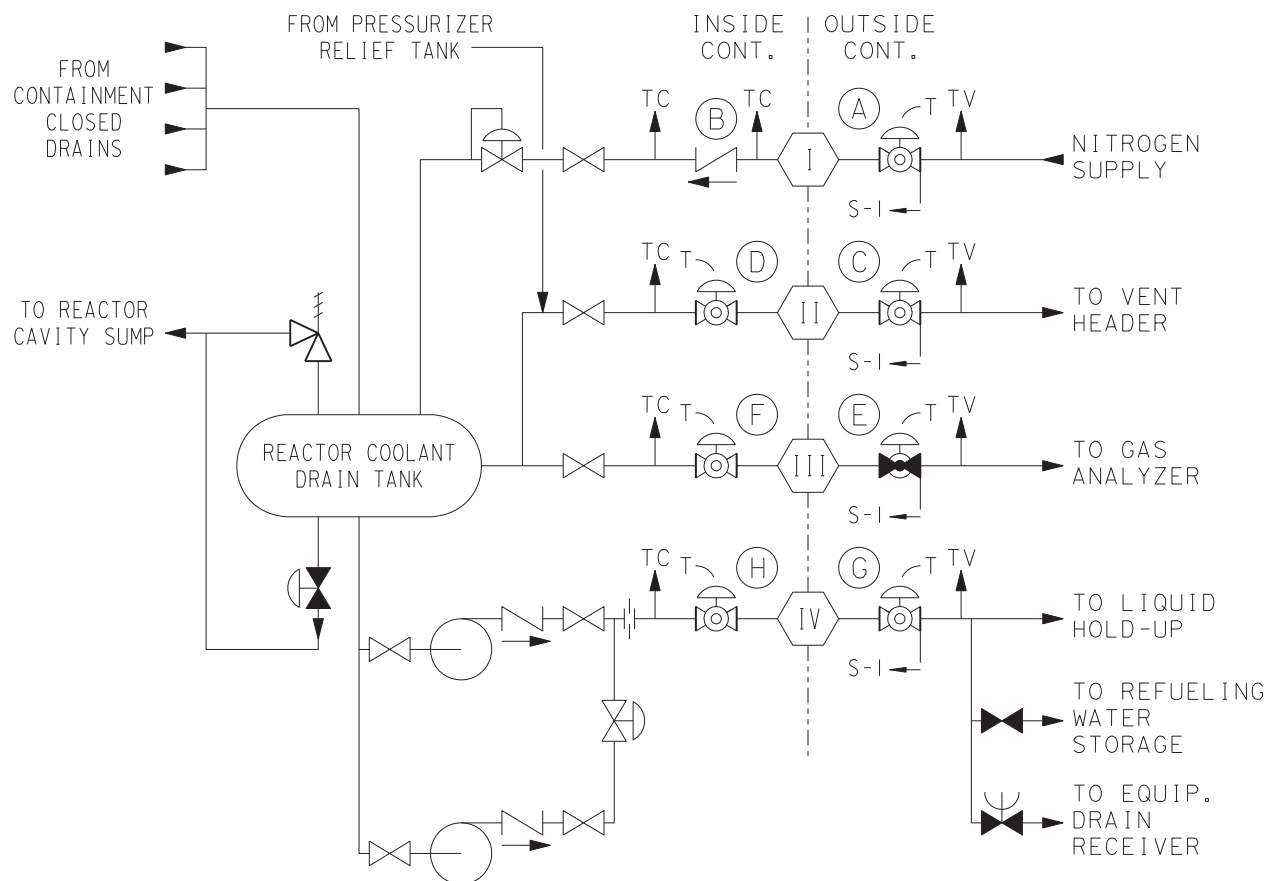 FROM PRESSURIZER
RELIEF TANK
INSIDE
CONT.
OUTSIDE
CONT.
FROM
CONTAINMENT
CLOSED
DRAINS
TC
B
TC
A
T
TV
I
NITROGEN
SUPPLY
S-I
TC
T
D
C
T
TV
II
TO VENT
HEADER
S-I
TO REACTOR
CAVITY SUMP
TC
T
F
E
T
TV
III
TO GAS
ANALYZER
S-I
REACTOR COOLANT
DRAIN TANK
TC
T
H
G
T
TV
IV
TO LIQUID
HOLD-UP
S-I
TO REFUELING
WATER
STORAGE
TO EQUIP.
DRAIN
RECEIVER